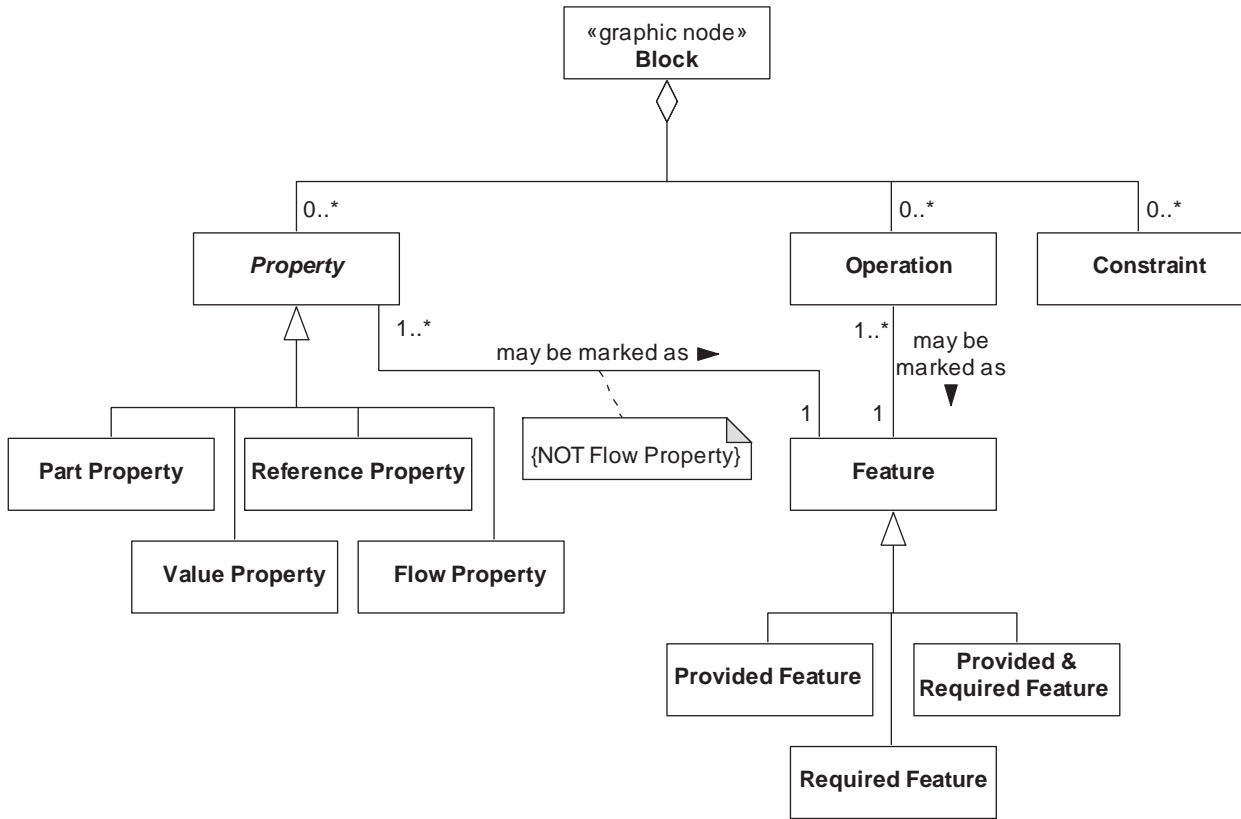 «graphic node»
Block
0..*
0..*
0..*
Property
Operation
Constraint
1..*
1..*
may be marked as ►
may be
marked as
▼
1
1
{NOT Flow Property}
Part Property
Reference Property
Feature
Value Property
Flow Property
Provided Feature
Provided &
Required Feature
Required Feature